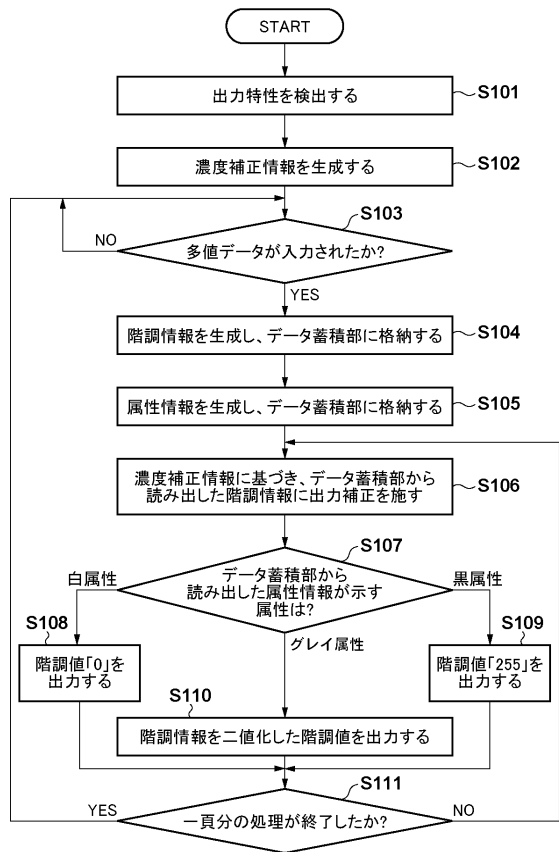 START
出力特性を検出する
S101
濃度補正情報を生成する
S102
S103
NO
多値データが入力されたか?
YES
階調情報を生成し、データ蓄積部に格納する
S104
属性情報を生成し、データ蓄積部に格納する
S105
濃度補正情報に基づき、データ蓄積部から
読み出した階調情報に出力補正を施す
S106
S107
白属性
データ蓄積部から
読み出した属性情報が示す
属性は?
黒属性
S108
階調値「0」を
出力する
グレイ属性
S109
階調値「255」を
出力する
S110
階調情報を二値化した階調値を出力する
S111
YES
一頁分の処理が終了したか?
NO